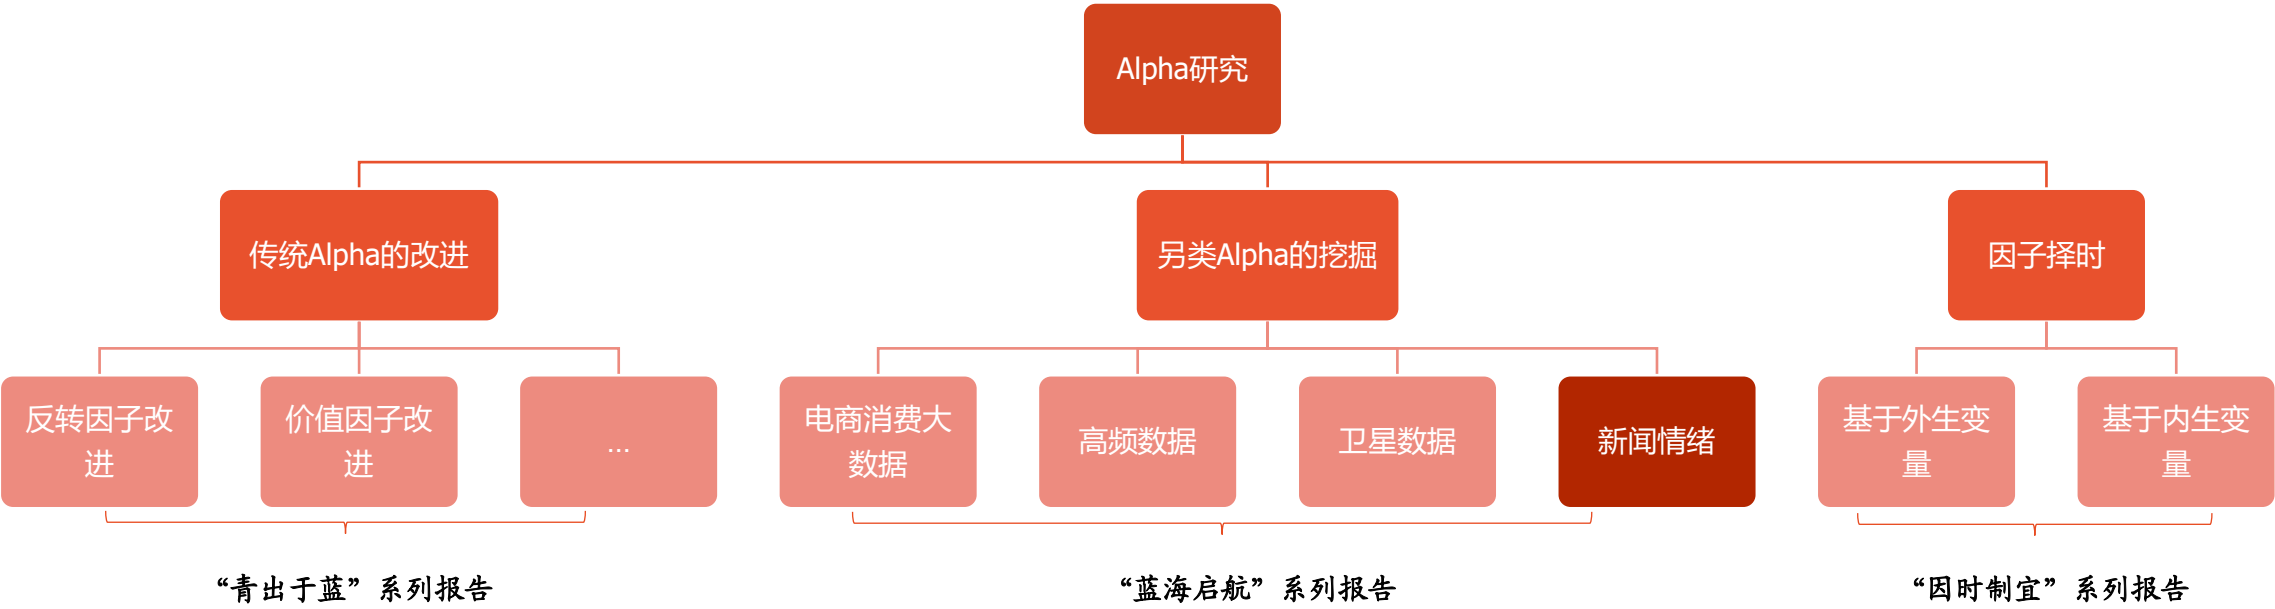 Alpha研究
传统Alpha的改进
另类Alpha的挖掘
因子择时
反转因子改
进
价值因子改
进
...
电商消费大
数据
高频数据
卫星数据
新闻情绪
基于外生变
量
基于内生变
量
“青出于蓝”系列报告
“蓝海启航”系列报告
“因时制宜”系列报告